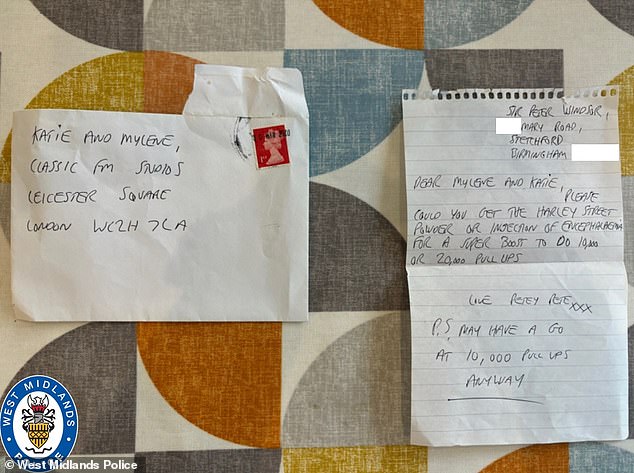 KATIE AND MYLENE,
CLASSIC FM STUDIOS
LEICESTER SQUARE
LONDON WC2H 7LA
1st
SIR PETER WINDSOR,
MARY ROAD,
STETCHFORD
BIRMINGHAM
DEAR MYLENE AND KATIE,
PLEASE
COULD YOU GET THE HARLEY STREET
POWDER OR INJECTION OF
FOR A SUPER BOOST TO DO 10,000
OR 20,000 PULL UPS
LOVE PETEY PETE XXX
P.S. MAY HAVE A GO
AT 10,000 PULL UPS
ANYWAY
WEST MIDLANDS
POLICE
© West Midlands Police